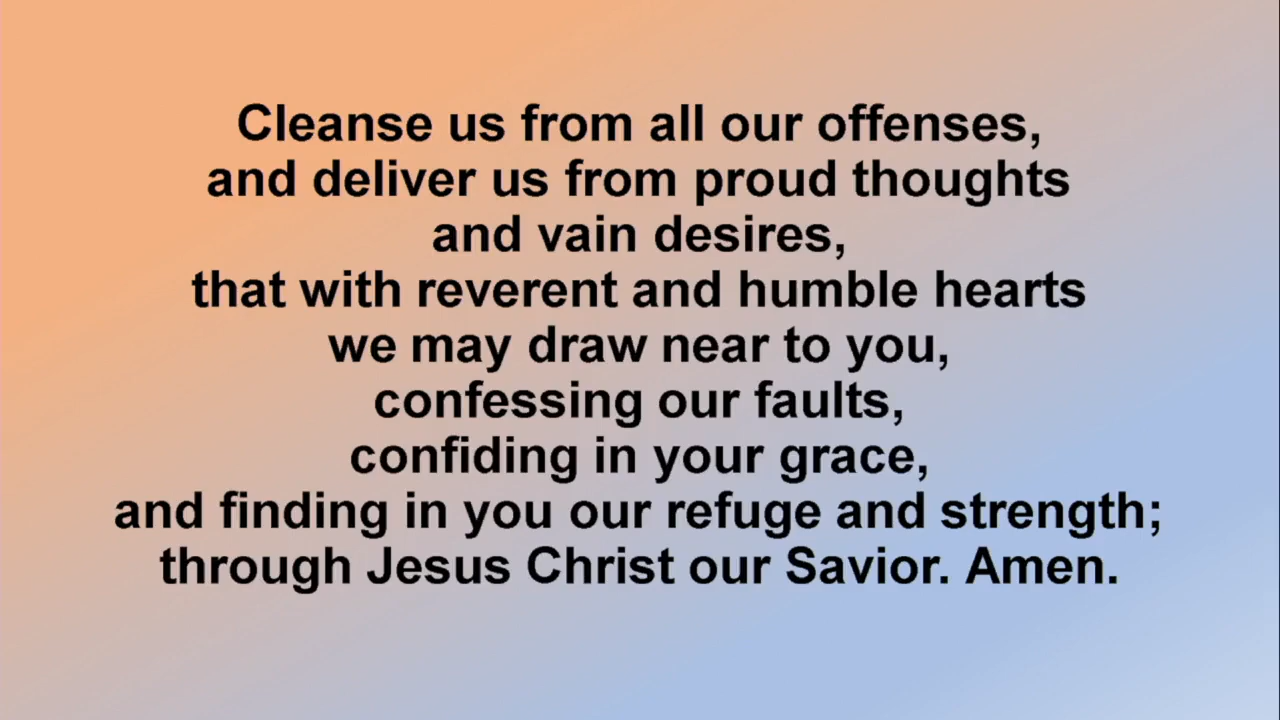 Cleanse us from all our offenses,
and deliver us from proud thoughts
and vain desires,
that with reverent and humble hearts
we may draw near to you,
confessing our faults,
confiding in your grace,
and finding in you our refuge and strength;
through Jesus Christ our Savior. Amen.